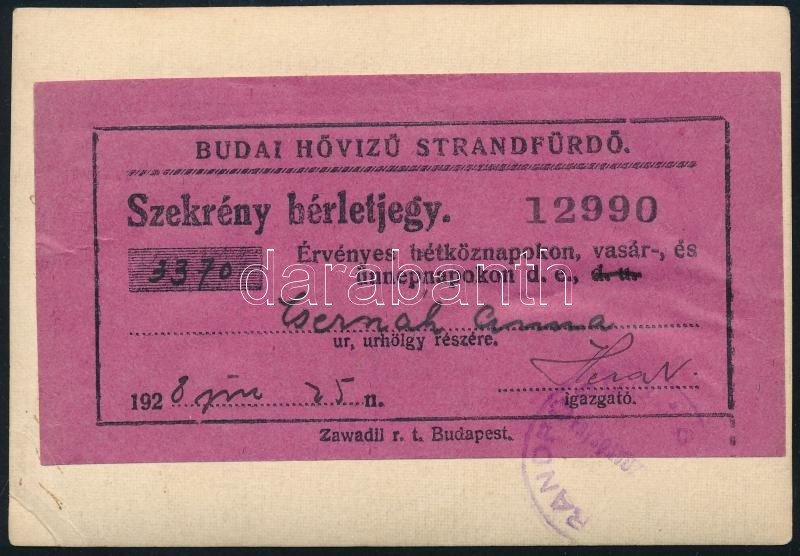 BUDAI HŐVIZŰ STRANDFÜRDŐ.
Szekrény bérletjegy. 12990
3370 Érvényes hétköznapokon, vasár-, és
ünnepnapokon d. e., d. u.
darabanth
Csernák Anna
ur, urhölgy részére.
1928 jún 25 n.
igazgató.
Zawadil r. t. Budapest.